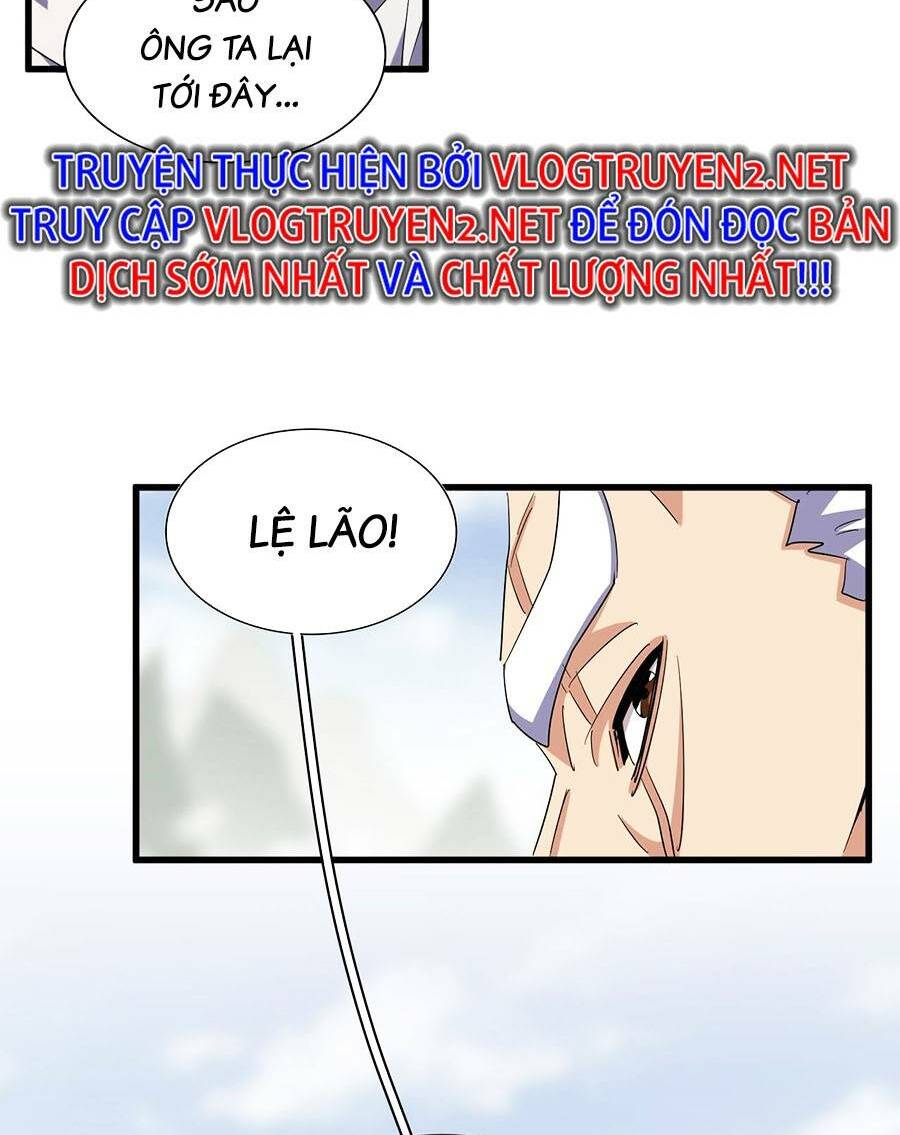 SAO
ÔNG TA LẠI
TỚI ĐÂY...
TRUYỆN THỰC HIỆN BỞI VLOGTRUYEN2.NET
TRUY CẬP VLOGTRUYEN2.NET ĐỂ ĐÓN ĐỌC BẢN
DỊCH SỚM NHẤT VÀ CHẤT LƯỢNG NHẤT!!!
LỆ LÃO!